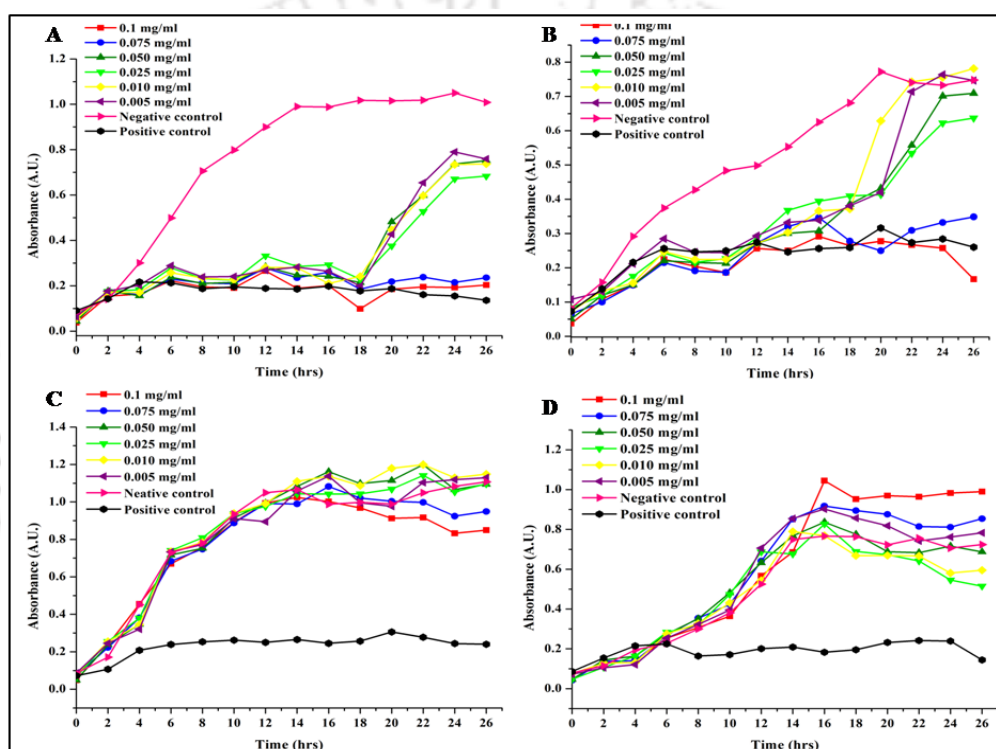 A
0.1 mg/ml
0.075 mg/ml
0.050 mg/ml
0.025 mg/ml
0.010 mg/ml
0.005 mg/ml
Negative ccontrol
Positive control
1.2
1.0
0.8
0.6
0.4
0.2
0.0
Absorbance (A.U.)
0 2 4 6 8 10 12 14 16 18 20 22 24 26
Time (hrs)
B
0.1 mg/ml
0.075 mg/ml
0.050 mg/ml
0.025 mg/ml
0.010 mg/ml
0.005 mg/ml
Negative control
Positive control
0.8
0.7
0.6
0.5
0.4
0.3
0.2
0.1
0.0
Absorbance (A.U.)
0 2 4 6 8 10 12 14 16 18 20 22 24 26
Time (hrs)
C
0.1 mg/ml
0.075 mg/ml
0.050 mg/ml
0.025 mg/ml
0.010 mg/ml
0.005 mg/ml
Neative control
Positive control
1.4
1.2
1.0
0.8
0.6
0.4
0.2
0.0
Absorbance (A.U.)
0 2 4 6 8 10 12 14 16 18 20 22 24 26
Time (hrs)
D
0.1 mg/ml
0.075 mg/ml
0.050 mg/ml
0.025 mg/ml
0.010 mg/ml
0.005 mg/ml
Negative control
Positive control
1.0
0.8
0.6
0.4
0.2
0.0
Absorbance (A.U.)
0 2 4 6 8 10 12 14 16 18 20 22 24 26
Time (hrs)